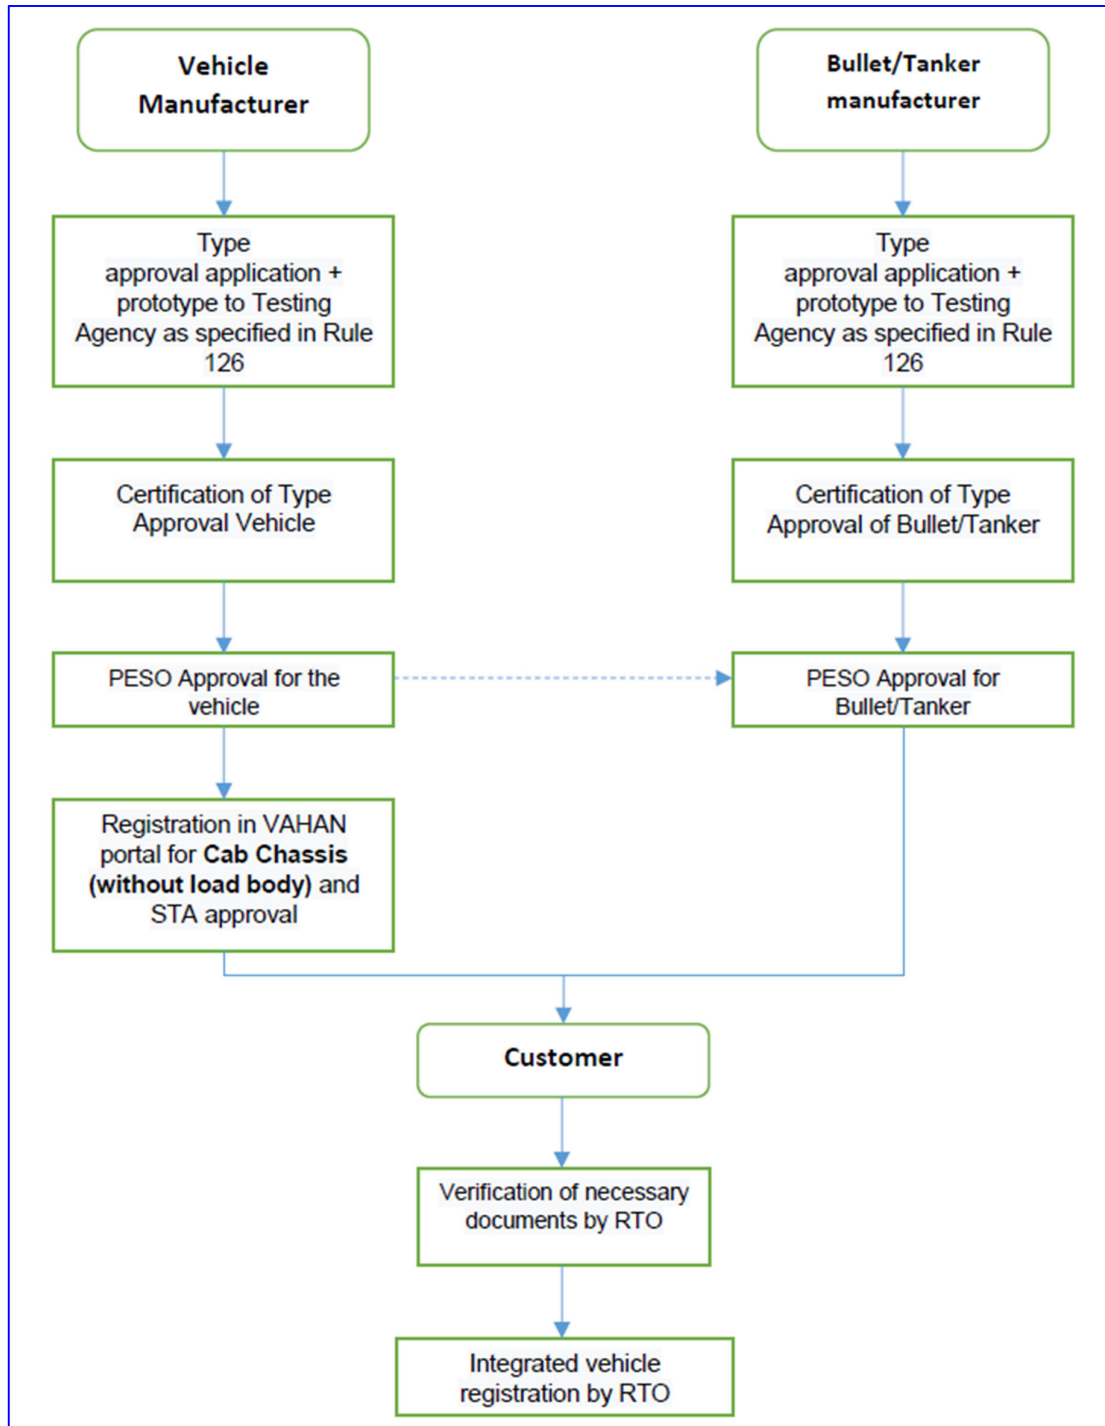 Vehicle
Manufacturer
Bullet/Tanker
manufacturer
Type
approval application +
prototype to Testing
Agency as specified in Rule
126
Type
approval application +
prototype to Testing
Agency as specified in Rule
126
Certification of Type
Approval Vehicle
Certification of Type
Approval of Bullet/Tanker
PESO Approval for the
vehicle
PESO Approval for
Bullet/Tanker
Registration in VAHAN
portal for Cab Chassis
(without load body) and
STA approval
Customer
Verification of necessary
documents by RTO
Integrated vehicle
registration by RTO